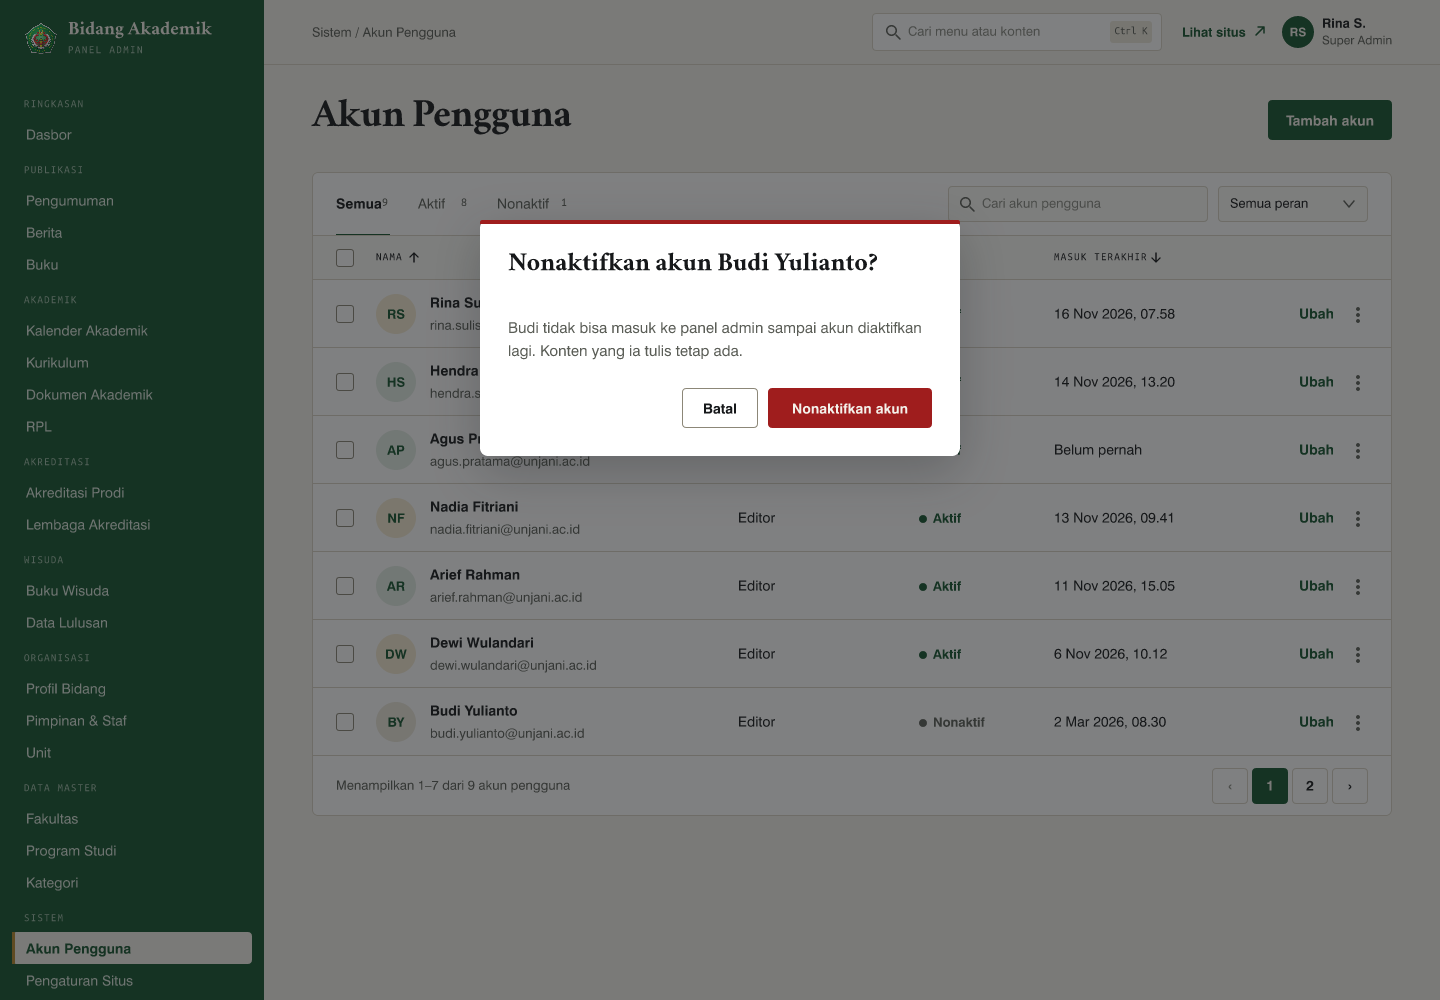 Bidang Akademik
PANEL ADMIN
RINGKASAN
Dasbor
PUBLIKASI
Pengumuman
Berita
Buku
AKADEMIK
Kalender Akademik
Kurikulum
Dokumen Akademik
RPL
AKREDITASI
Akreditasi Prodi
Lembaga Akreditasi
WISUDA
Buku Wisuda
Data Lulusan
ORGANISASI
Profil Bidang
Pimpinan & Staf
Unit
DATA MASTER
Fakultas
Program Studi
Kategori
SISTEM
Akun Pengguna
Pengaturan Situs
Sistem / Akun Pengguna
Cari menu atau konten
Ctrl K
Lihat situs
RS
Rina S.
Super Admin
Akun Pengguna
Tambah akun
Semua 9
Aktif 8
Nonaktif 1
Cari akun pengguna
Semua peran
NAMA
MASUK TERAKHIR
Nonaktifkan akun Budi Yulianto?
Budi tidak bisa masuk ke panel admin sampai akun diaktifkan
lagi. Konten yang ia tulis tetap ada.
Batal
Nonaktifkan akun
RS
16 Nov 2026, 07.58
Ubah
HS
Hendra
14 Nov 2026, 13.20
Ubah
AP
Agus
agus.pratama@unjani.ac.id
Belum pernah
Ubah
NF
Nadia Fitriani
nadia.fitriani@unjani.ac.id
Editor
Aktif
13 Nov 2026, 09.41
Ubah
AR
Arief Rahman
arief.rahman@unjani.ac.id
Editor
Aktif
11 Nov 2026, 15.05
Ubah
DW
Dewi Wulandari
dewi.wulandari@unjani.ac.id
Editor
Aktif
6 Nov 2026, 10.12
Ubah
BY
Budi Yulianto
budi.yulianto@unjani.ac.id
Editor
Nonaktif
2 Mar 2026, 08.30
Ubah
Menampilkan 1–7 dari 9 akun pengguna
‹ 1 2 ›